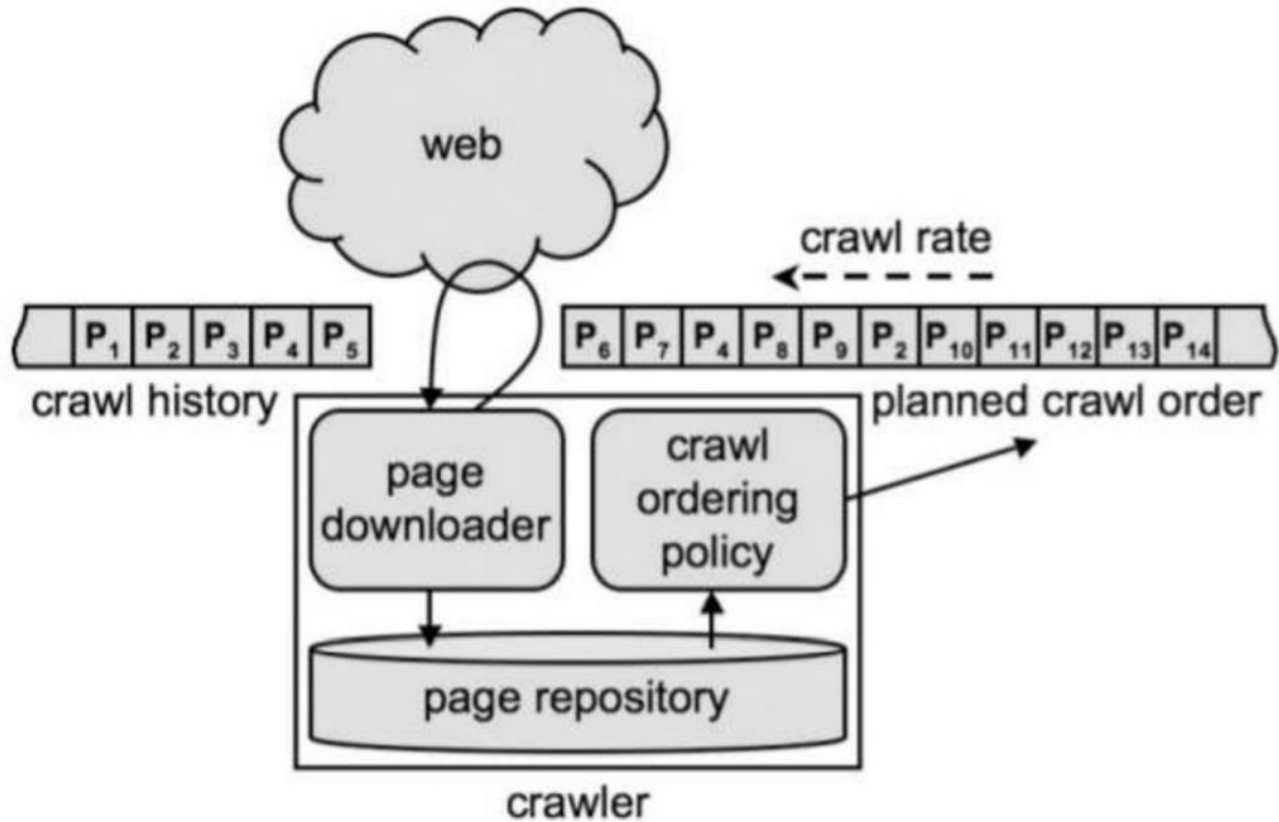 web
crawl rate
P₁ P₂ P₃ P₄ P₅
P₆ P₇ P₄ P₈ P₉ P₂ P₁₀ P₁₁ P₁₂ P₁₃ P₁₄
crawl history
planned crawl order
page
downloader
crawl
ordering
policy
page repository
crawler